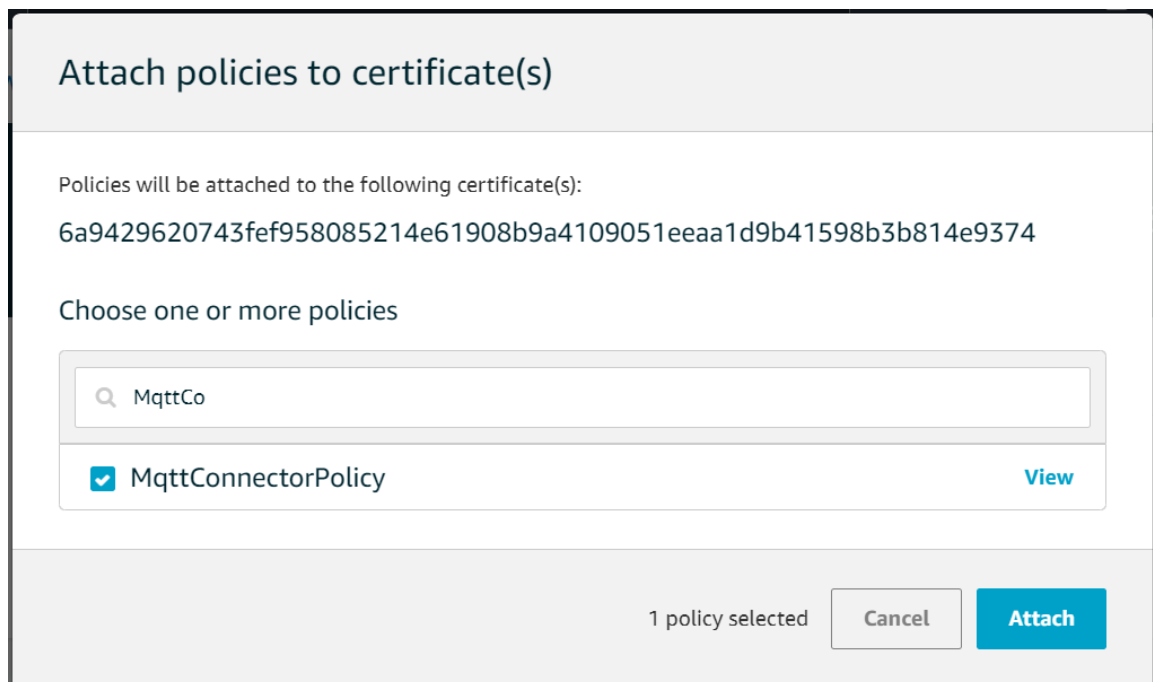 Attach policies to certificate(s)
Policies will be attached to the following certificate(s):
6a9429620743fef958085214e61908b9a4109051eeaa1d9b41598b3b814e9374
Choose one or more policies
MqttCo
MqttConnectorPolicy View
1 policy selected Cancel Attach